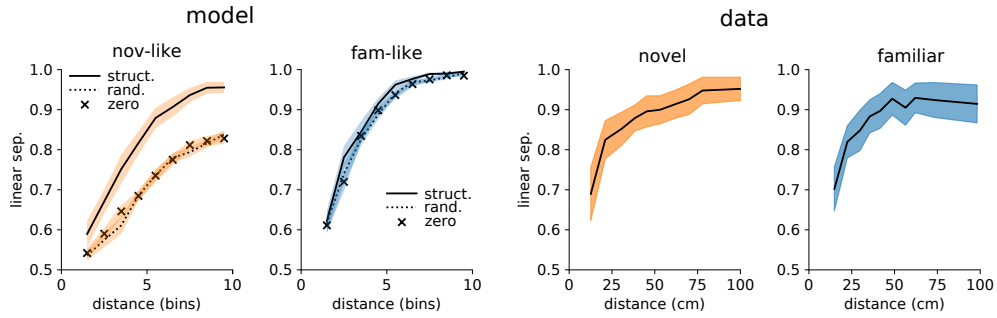 model
data
nov-like
fam-like
novel
familiar
linear sep.
1.0
0.9
0.8
0.7
0.6
0.5
struct.
rand.
zero
0
5
10
distance (bins)
1.0
0.9
0.8
0.7
0.6
0.5
struct.
rand.
zero
0
5
10
distance (bins)
linear sep.
1.0
0.9
0.8
0.7
0.6
0.5
0
25
50
75
100
distance (cm)
1.0
0.9
0.8
0.7
0.6
0.5
0
25
50
75
100
distance (cm)